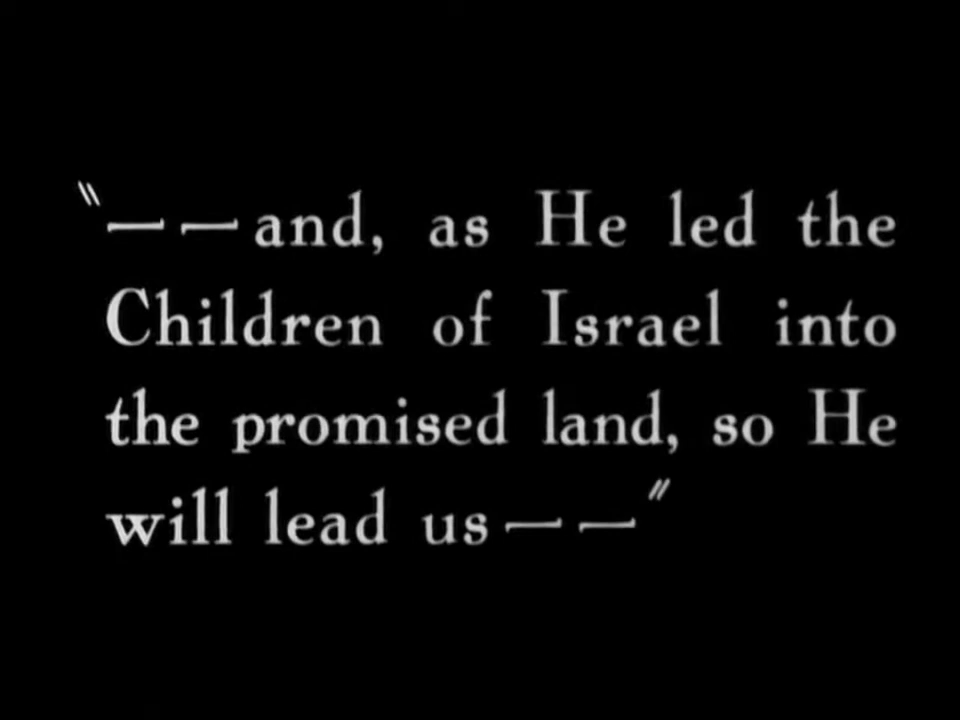 "——and, as He led the
Children of Israel into
the promised land, so He
will lead us——"